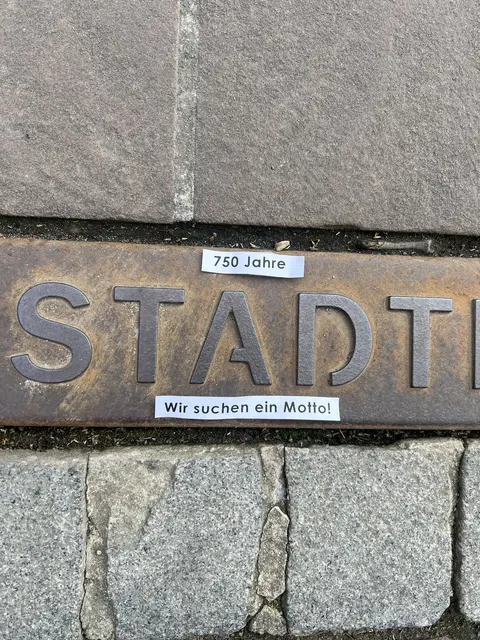 750 Jahre
STADT
Wir suchen ein Motto!